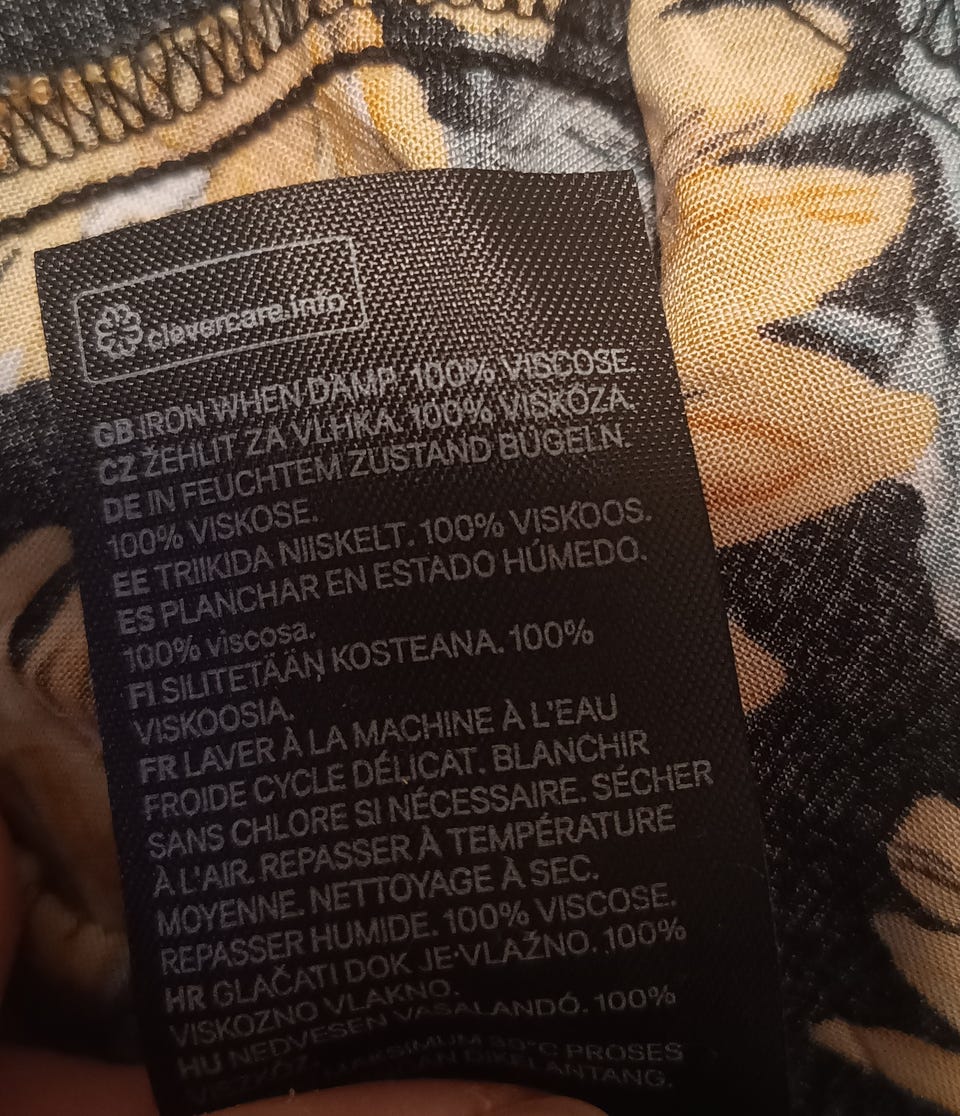 clevercare.info
GB IRON WHEN DAMP. 100% VISCOSE.
CZ ŽEHLIT ZA VLHKA. 100% VISKÓZA.
DE IN FEUCHTEM ZUSTAND BÜGELN.
100% VISKOSE.
EE TRIIKIDA NIISKELT. 100% VISKOOS.
ES PLANCHAR EN ESTADO HÚMEDO.
100% viscosa.
FI SILITETÄÄN KOSTEANA. 100%
VISKOOSIA.
FR LAVER À LA MACHINE À L'EAU
FROIDE CYCLE DÉLICAT. BLANCHIR
SANS CHLORE SI NÉCESSAIRE. SÉCHER
À L'AIR. REPASSER À TEMPÉRATURE
MOYENNE. NETTOYAGE À SEC.
REPASSER HUMIDE. 100% VISCOSE.
HR GLAČATI DOK JE VLAŽNO. 100%
VISKOZNO VLAKNO.
HU NEDVESEN VASALANDÓ. 100%
PROSES